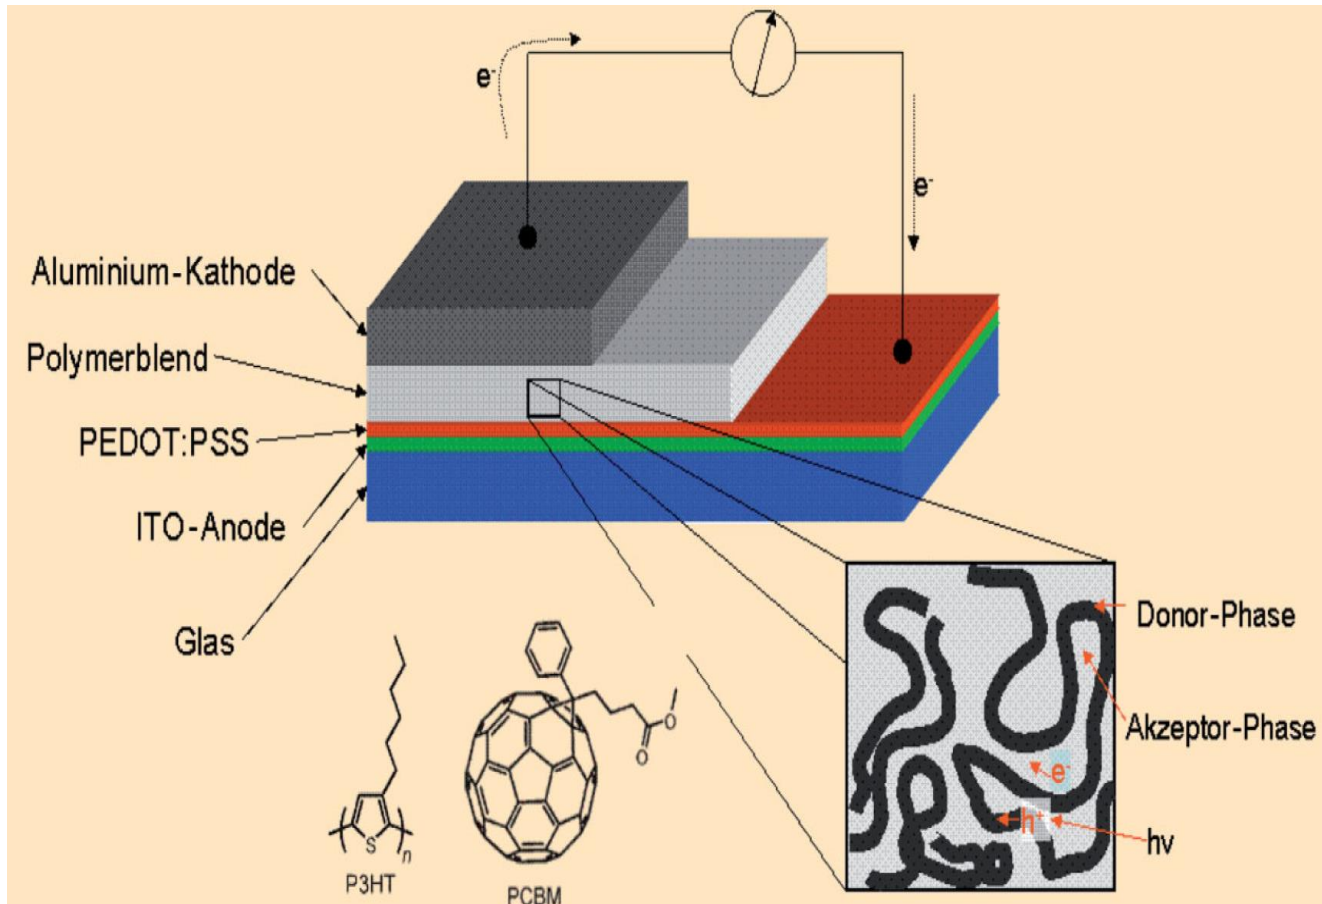 e-
e-
Aluminium-Kathode
Polymerblend
PEDOT:PSS
ITO-Anode
Glas
Donor-Phase
Akzeptor-Phase
e-
h+
hv
S
n
P3HT
O
O
PCBM